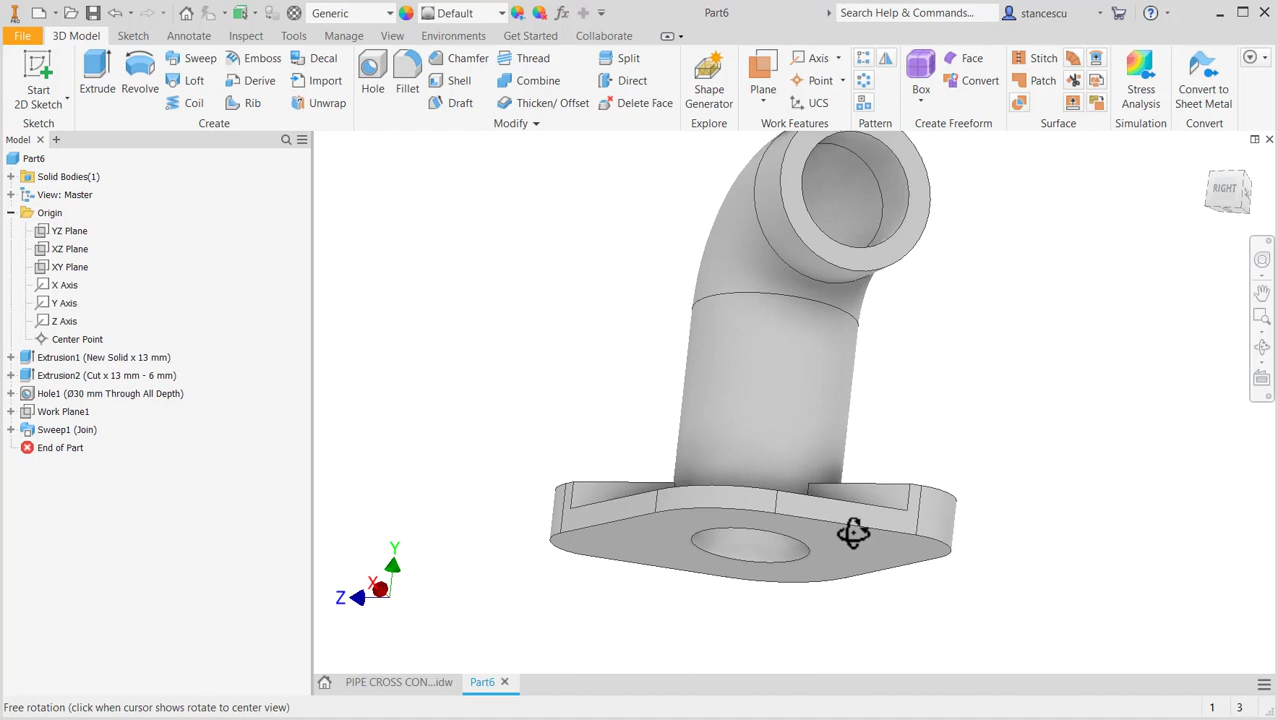 PRO
Generic
Default
fx
Part6
Search Help & Commands...
stancescu
File
3D Model
Sketch
Annotate
Inspect
Tools
Manage
View
Environments
Get Started
Collaborate
Start
2D Sketch
Extrude
Revolve
Sweep
Loft
Coil
Emboss
Derive
Rib
Decal
Import
Unwrap
Hole
Fillet
Chamfer
Shell
Draft
Thread
Combine
Thicken/ Offset
Split
Direct
Delete Face
Shape
Generator
Plane
Axis
Point
UCS
Box
Face
Convert
Stitch
Patch
Stress
Analysis
Convert to
Sheet Metal
Sketch
Create
Modify
Explore
Work Features
Pattern
Create Freeform
Surface
Simulation
Convert
Model
Part6
Solid Bodies(1)
View: Master
Origin
YZ Plane
XZ Plane
XY Plane
X Axis
Y Axis
Z Axis
Center Point
Extrusion1 (New Solid x 13 mm)
Extrusion2 (Cut x 13 mm - 6 mm)
Hole1 (Ø30 mm Through All Depth)
Work Plane1
Sweep1 (Join)
End of Part
RIGHT
Y
X
Z
PIPE CROSS CON...idw
Part6
Free rotation (click when cursor shows rotate to center view)
1
3